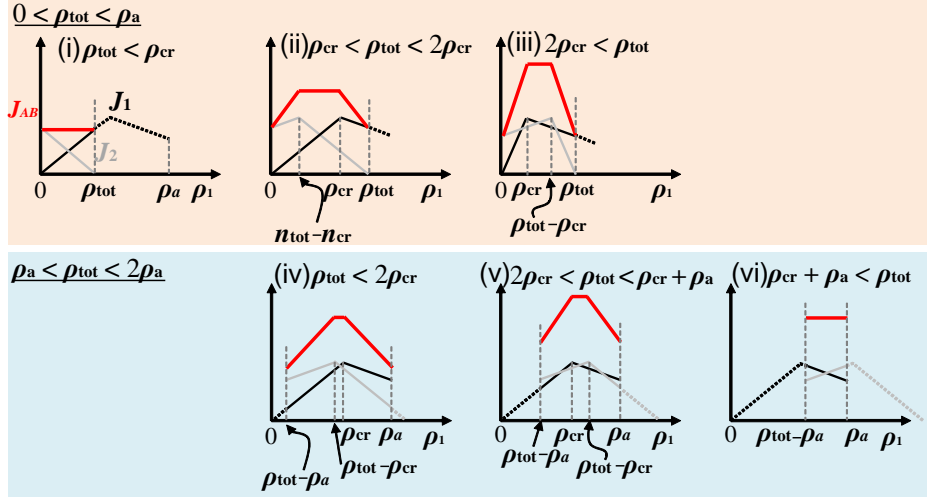 0 < ρtot < ρa
(i) ρtot < ρcr
JAB
J1
J2
0
ρtot
ρa
ρ1
(ii) ρcr < ρtot < 2ρcr
0
ρcr
ρtot
ρ1
ntot−ncr
(iii) 2ρcr < ρtot
0
ρcr
ρtot
ρ1
ρtot−ρcr
ρa < ρtot < 2ρa
(iv) ρtot < 2ρcr
0
ρcr
ρa
ρ1
ρtot−ρa
ρtot−ρcr
(v) 2ρcr < ρtot < ρcr + ρa
0
ρcr
ρa
ρ1
ρtot−ρa
ρtot−ρcr
(vi) ρcr + ρa < ρtot
0
ρtot−ρa
ρa
ρ1